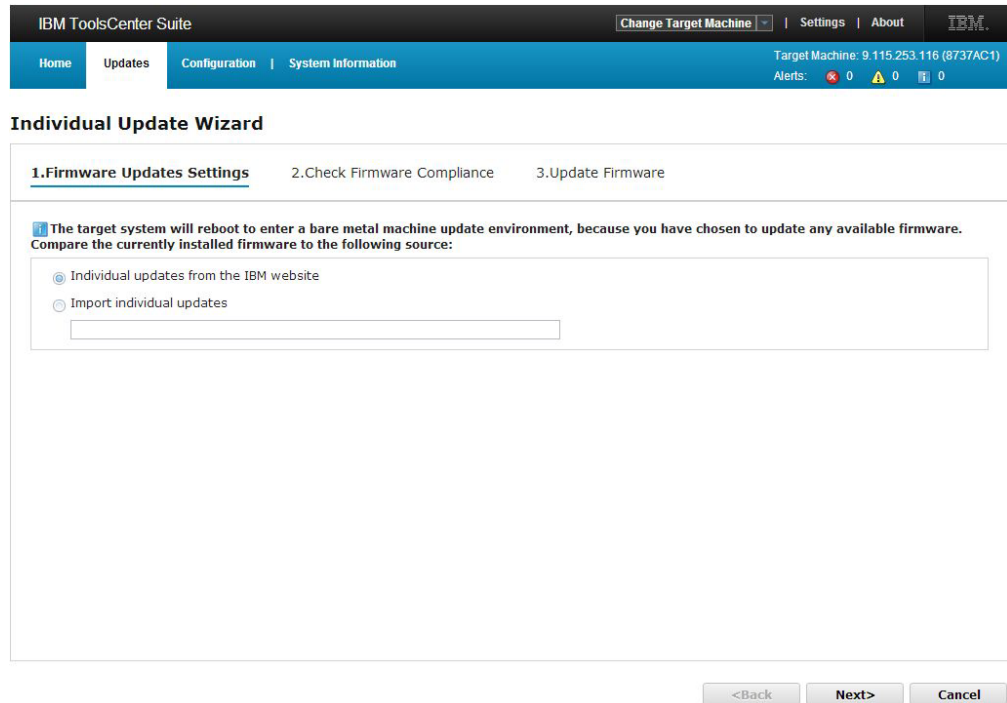 IBM ToolsCenter Suite
Change Target Machine | Settings | About IBM.
Home Updates Configuration | System Information
Target Machine: 9.115.253.116 (8737AC1)
Alerts: 0 0 0
Individual Update Wizard
1.Firmware Updates Settings 2.Check Firmware Compliance 3.Update Firmware
The target system will reboot to enter a bare metal machine update environment, because you have chosen to update any available firmware.
Compare the currently installed firmware to the following source:
Individual updates from the IBM website
Import individual updates
<Back Next> Cancel